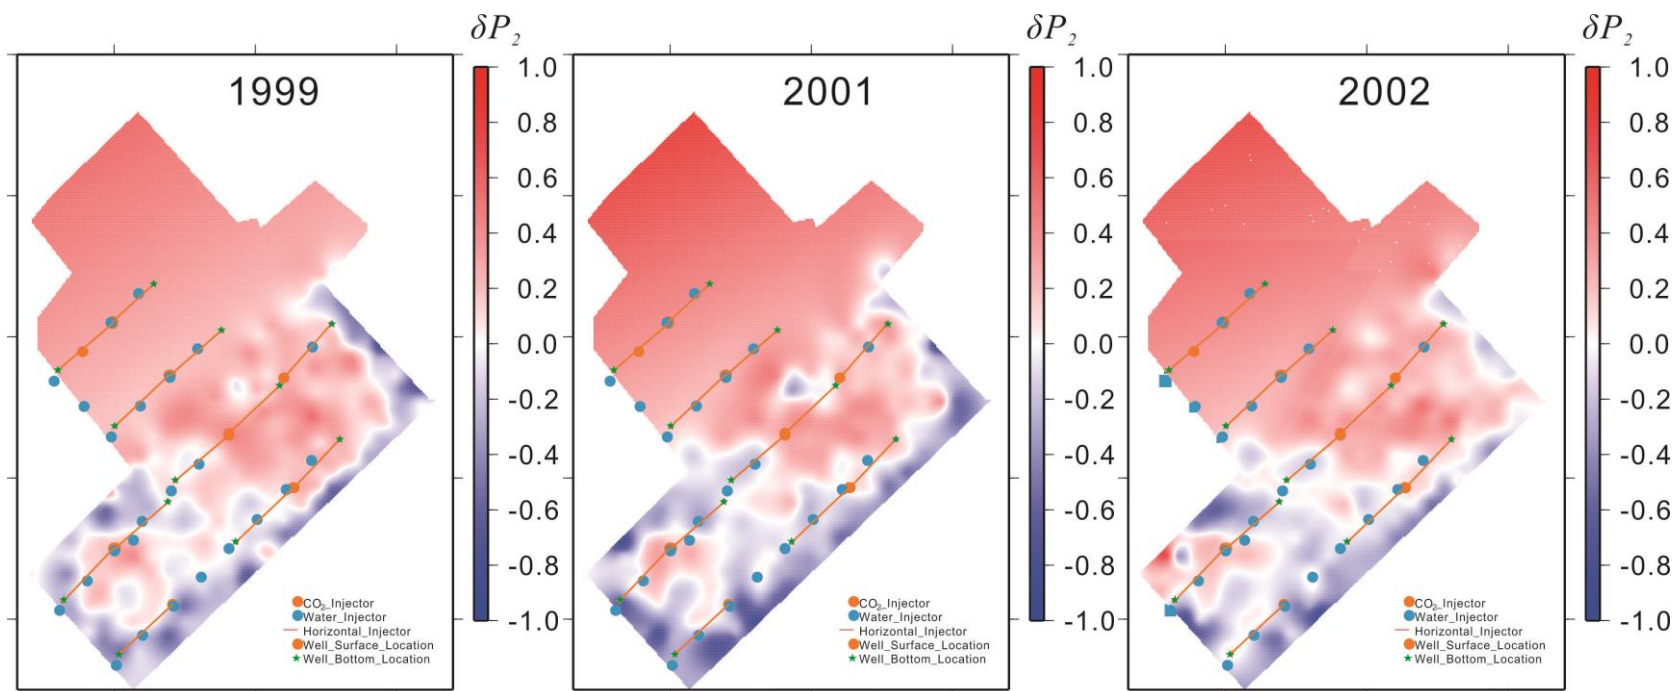 δP₂
δP₂
δP₂
1999
1.0
0.8
0.6
0.4
0.2
0.0
-0.2
-0.4
-0.6
-0.8
-1.0
CO₂_Injector
Water_Injector
Horizontal_Injector
Well_Surface_Location
Well_Bottom_Location
2001
1.0
0.8
0.6
0.4
0.2
0.0
-0.2
-0.4
-0.6
-0.8
-1.0
CO₂_Injector
Water_Injector
Horizontal_Injector
Well_Surface_Location
Well_Bottom_Location
2002
1.0
0.8
0.6
0.4
0.2
0.0
-0.2
-0.4
-0.6
-0.8
-1.0
CO₂_Injector
Water_Injector
Horizontal_Injector
Well_Surface_Location
Well_Bottom_Location